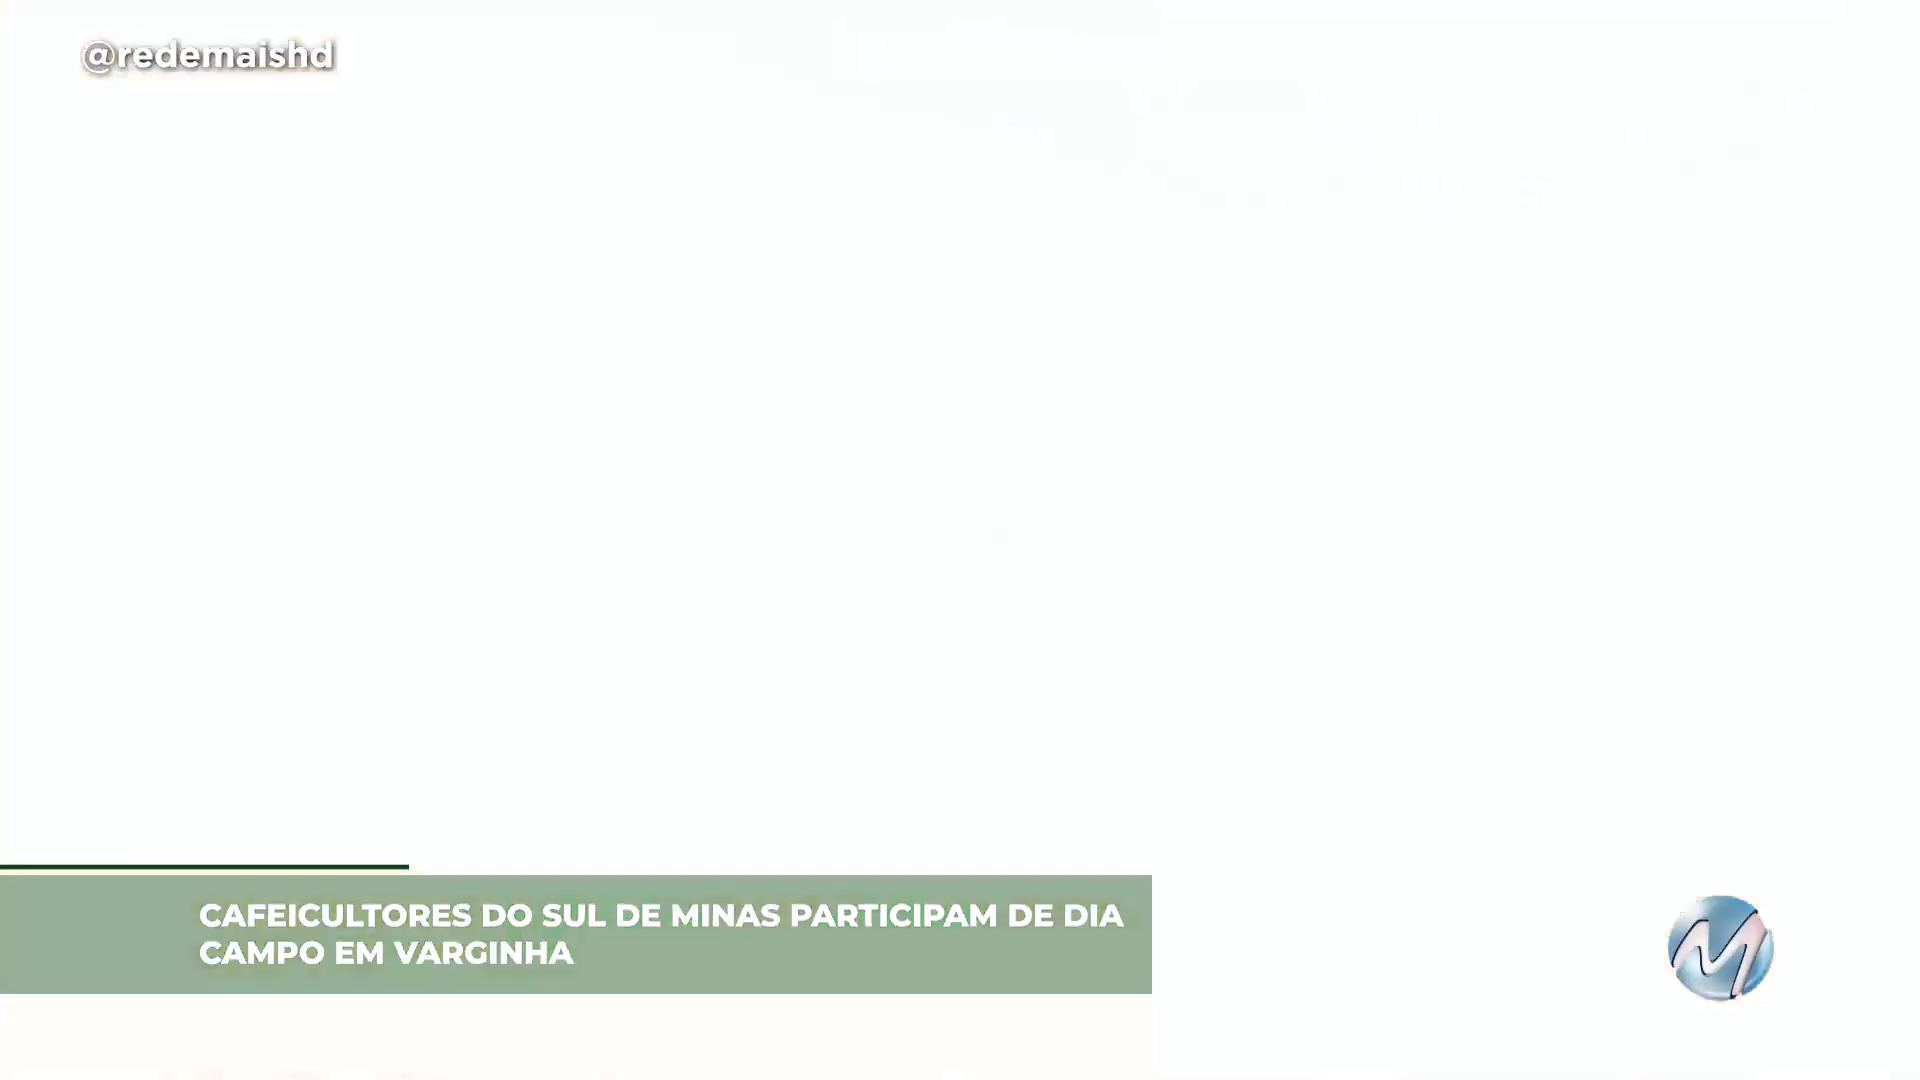 @redemaishd
CAFEICULTORES DO SUL DE MINAS PARTICIPAM DE DIA
CAMPO EM VARGINHA
M